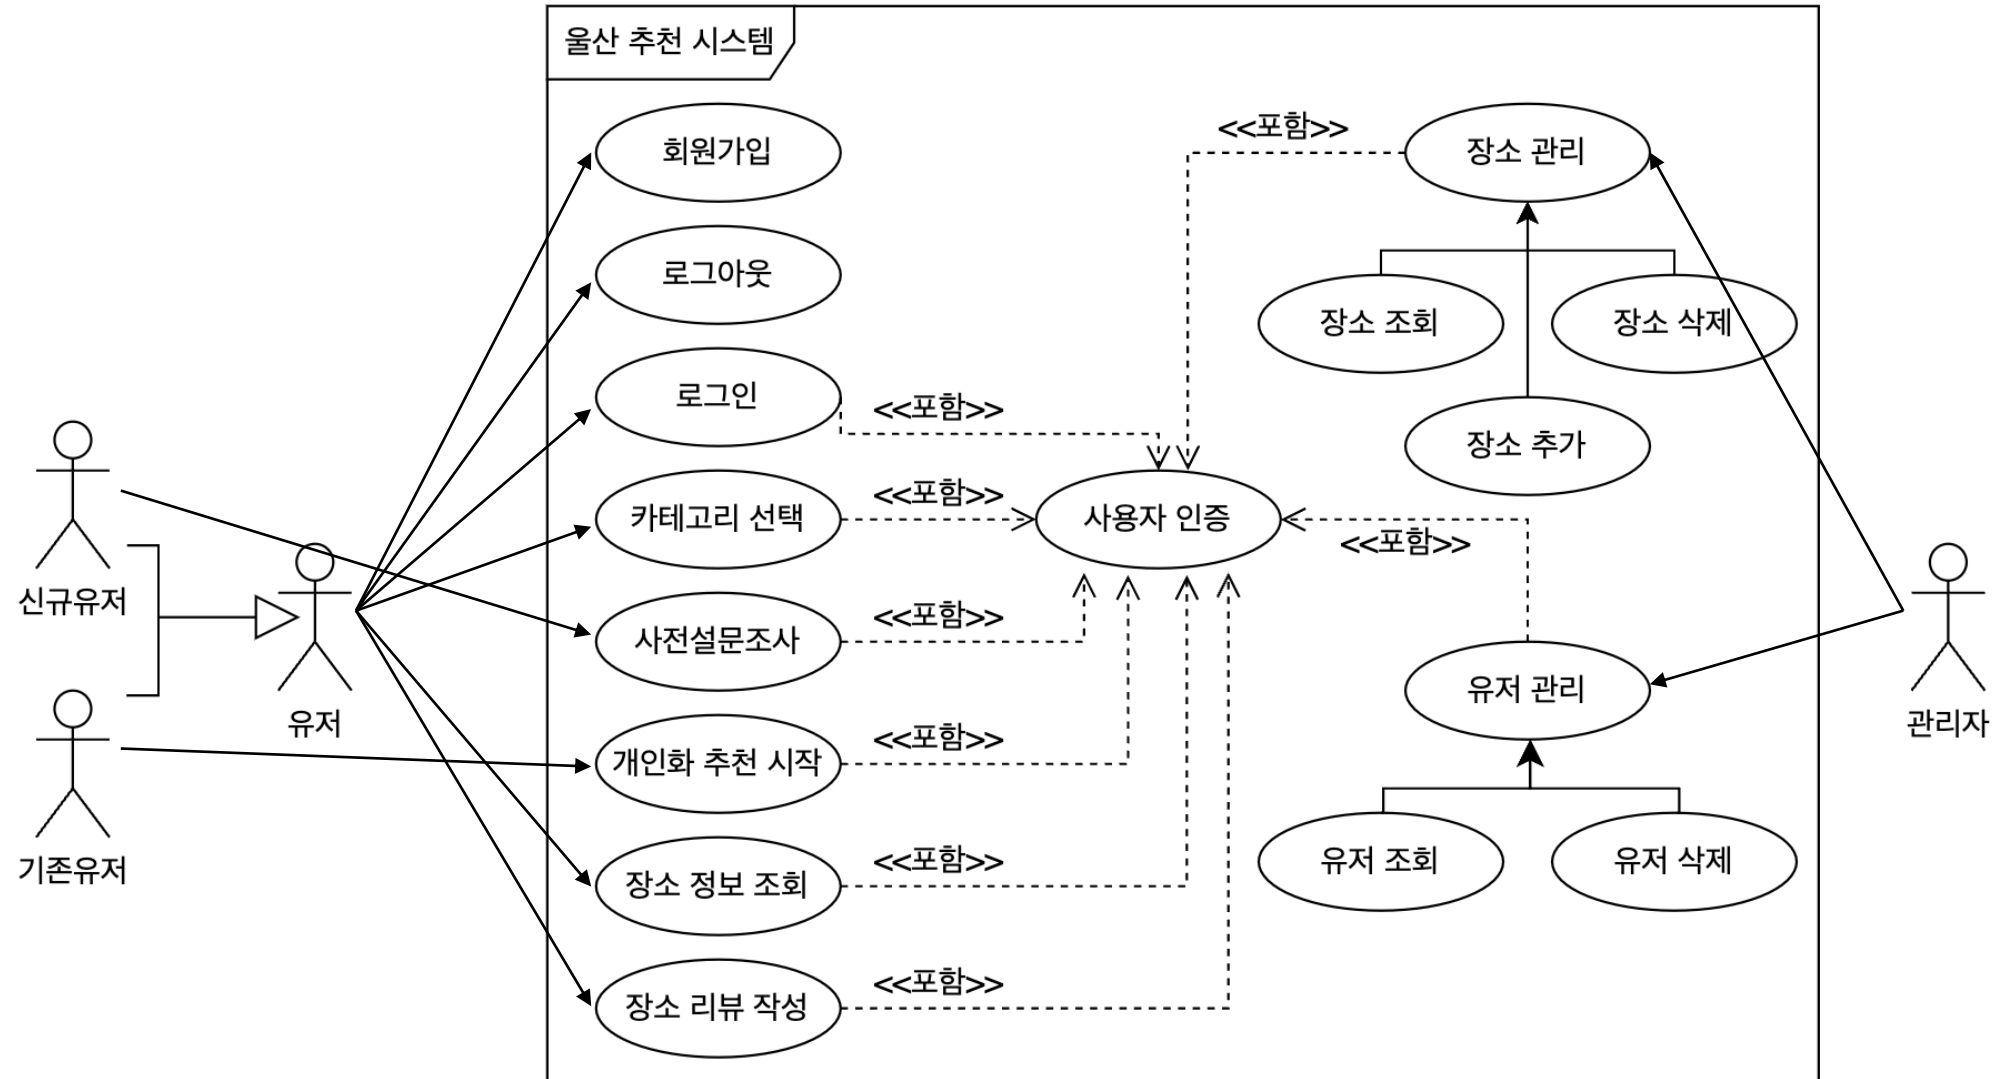 울산 추천 시스템
회원가입
로그아웃
로그인
카테고리 선택
사전설문조사
개인화 추천 시작
장소 정보 조회
장소 리뷰 작성
<<포함>>
<<포함>>
<<포함>>
<<포함>>
<<포함>>
<<포함>>
사용자 인증
<<포함>>
<<포함>>
장소 관리
장소 조회
장소 삭제
장소 추가
유저 관리
유저 조회
유저 삭제
신규유저
기존유저
유저
관리자